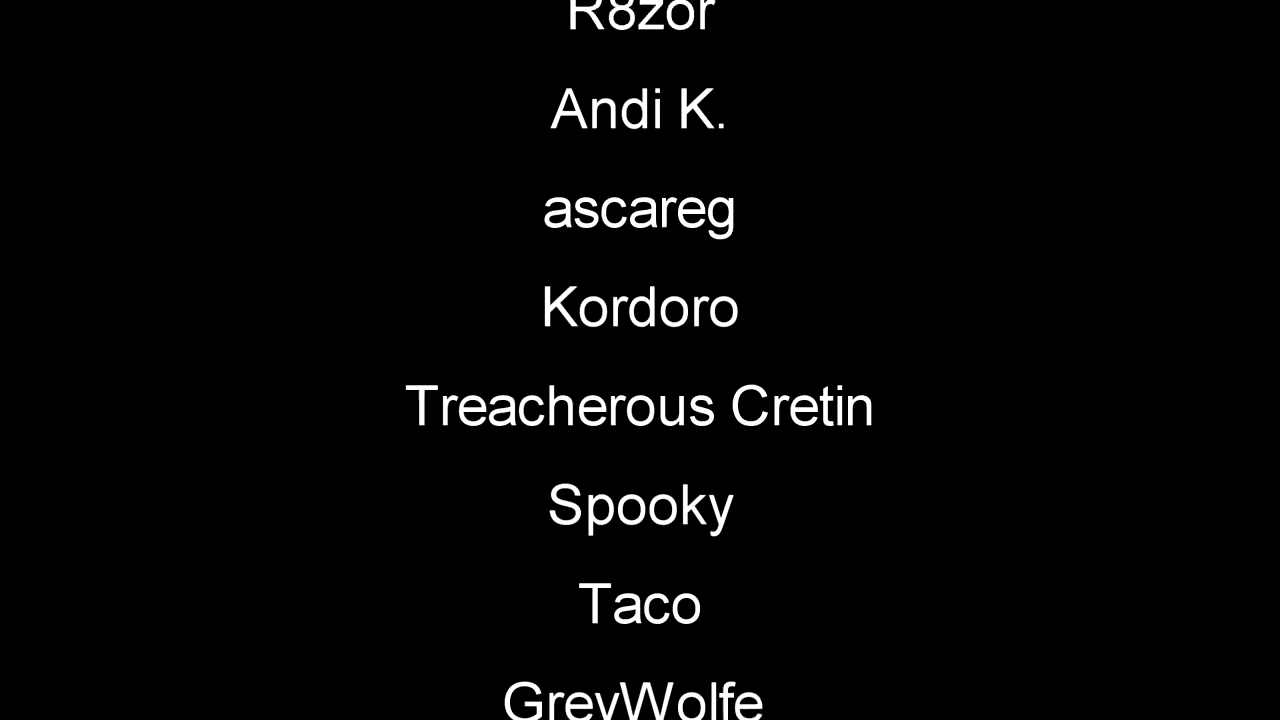 R8zor
Andi K.
ascareg
Kordoro
Treacherous Cretin
Spooky
Taco
GreyWolfe